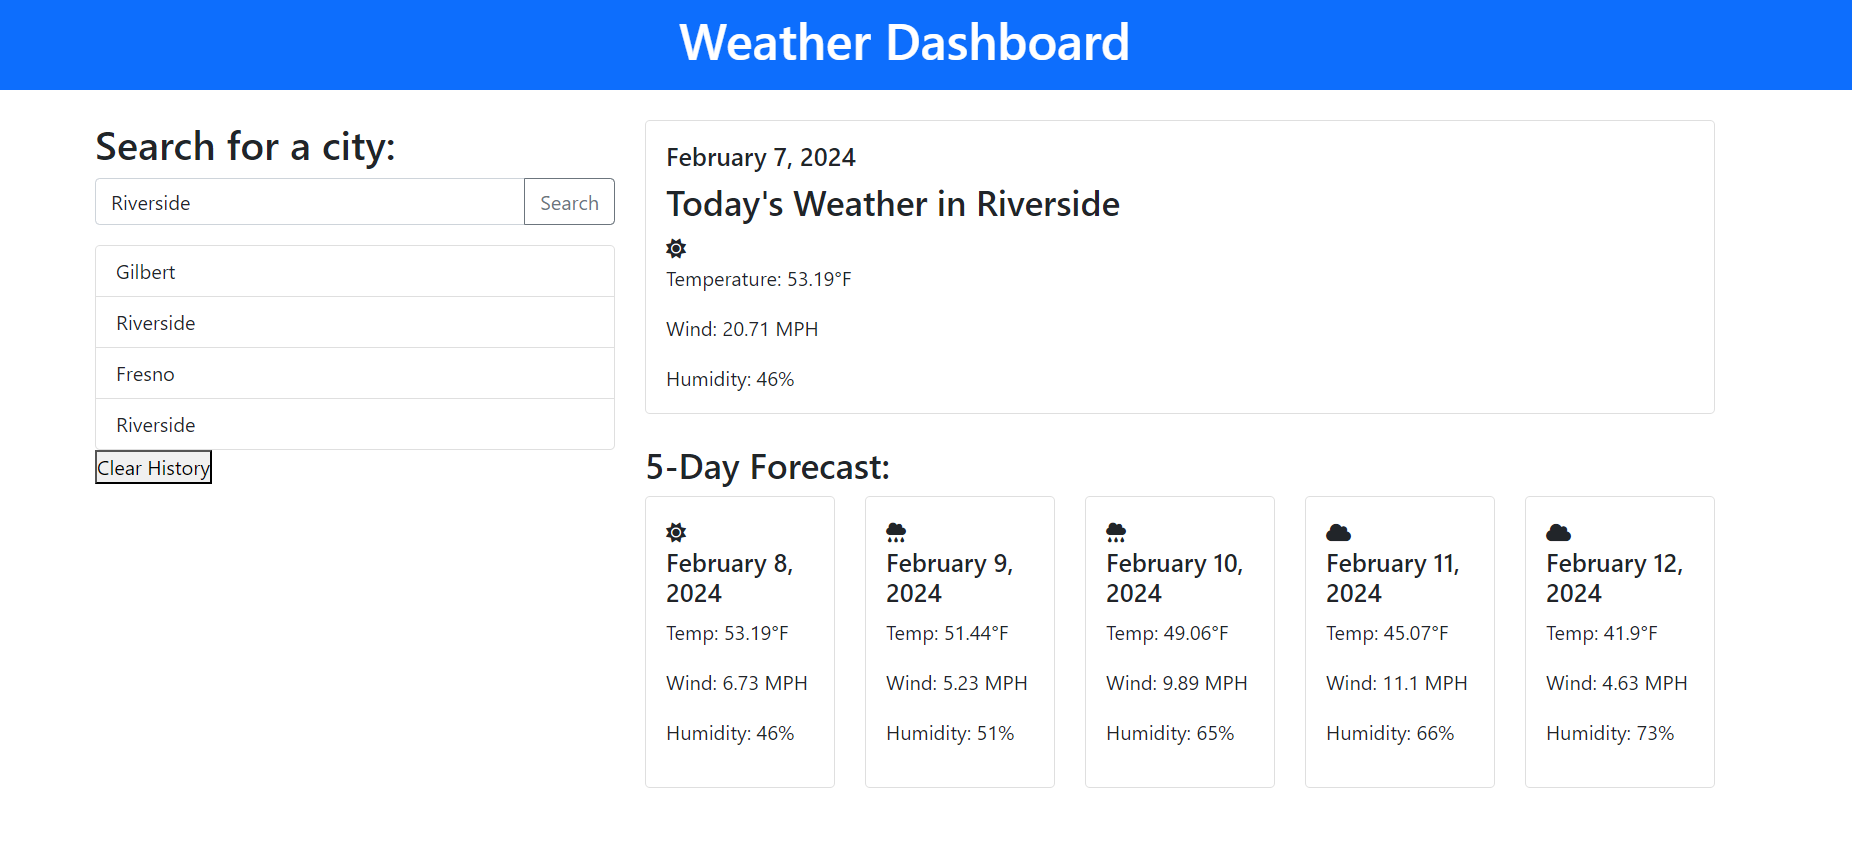 Weather Dashboard
Search for a city:
Riverside
Search
Gilbert
Riverside
Fresno
Riverside
Clear History
February 7, 2024
Today's Weather in Riverside
Temperature: 53.19°F
Wind: 20.71 MPH
Humidity: 46%
5-Day Forecast:
February 8,
2024
Temp: 53.19°F
Wind: 6.73 MPH
Humidity: 46%
February 9,
2024
Temp: 51.44°F
Wind: 5.23 MPH
Humidity: 51%
February 10,
2024
Temp: 49.06°F
Wind: 9.89 MPH
Humidity: 65%
February 11,
2024
Temp: 45.07°F
Wind: 11.1 MPH
Humidity: 66%
February 12,
2024
Temp: 41.9°F
Wind: 4.63 MPH
Humidity: 73%